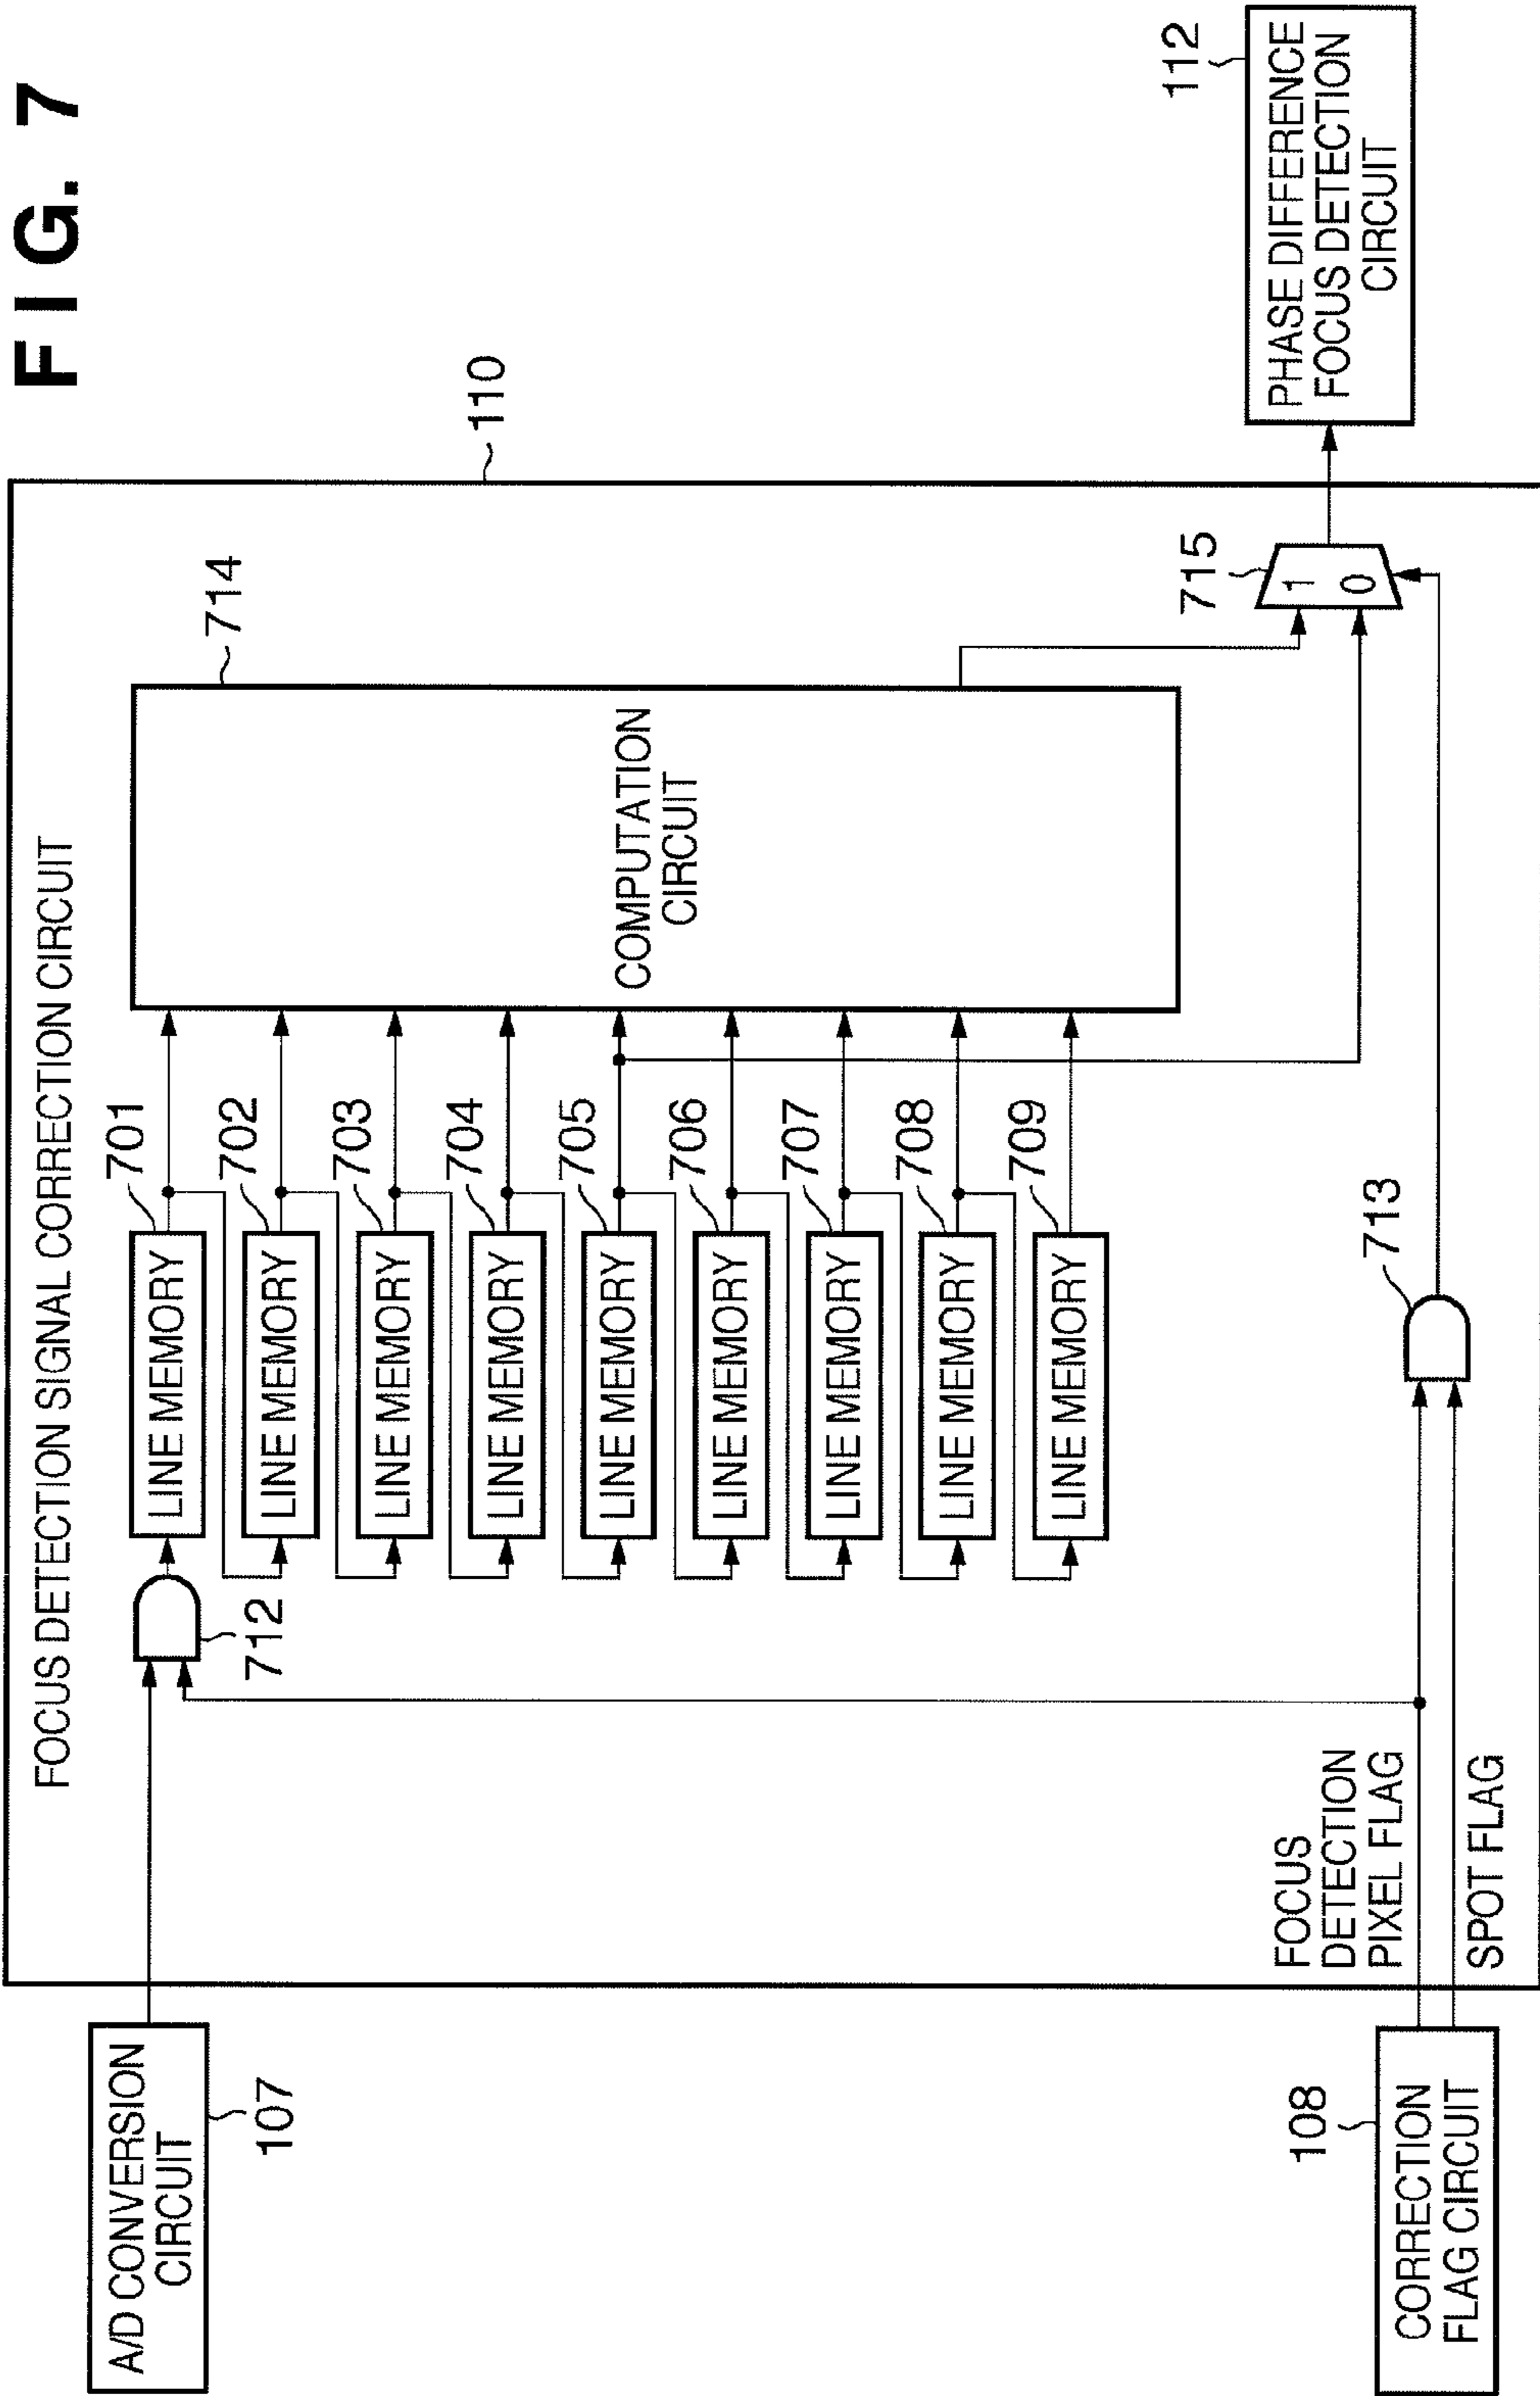 FIG. 7
FOCUS DETECTION SIGNAL CORRECTION CIRCUIT
110
A/D CONVERSION
CIRCUIT
107
712
LINE MEMORY
701
LINE MEMORY
702
LINE MEMORY
703
LINE MEMORY
704
LINE MEMORY
705
LINE MEMORY
706
LINE MEMORY
707
LINE MEMORY
708
LINE MEMORY
709
COMPUTATION
CIRCUIT
714
715
1
0
112
PHASE DIFFERENCE
FOCUS DETECTION
CIRCUIT
108
CORRECTION
FLAG CIRCUIT
FOCUS
DETECTION
PIXEL FLAG
SPOT FLAG
713